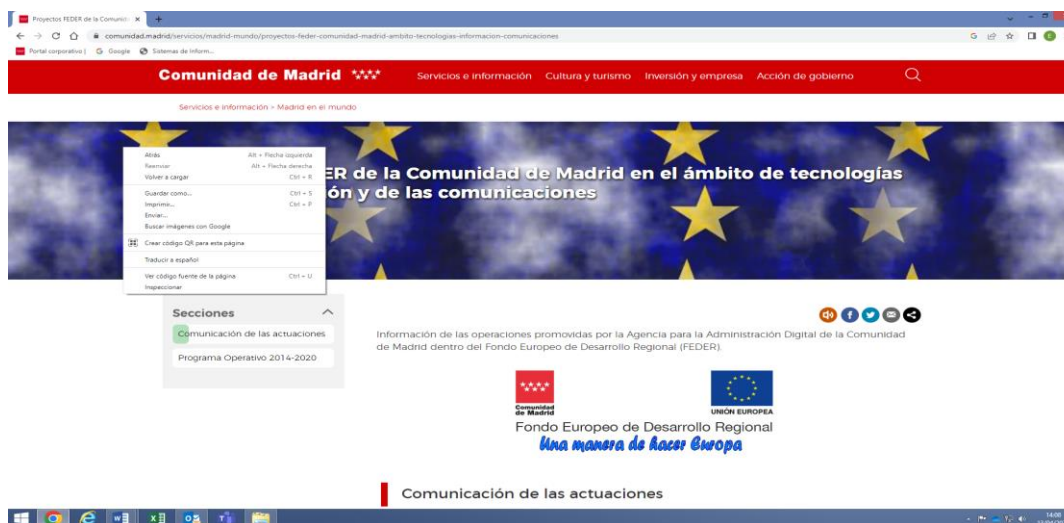 Proyectos FEDER de la Comunid
comunidad.madrid/servicios/madrid-mundo/proyectos-feder-comunidad-madrid-ambito-tecnologias-informacion-comunicaciones
Portal corporativo | Google Sistemas de Inform...
Comunidad de Madrid Servicios e información Cultura y turismo Inversión y empresa Acción de gobierno
Servicios e información > Madrid en el mundo
ER de la Comunidad de Madrid en el ámbito de tecnologías
ón y de las comunicaciones
Atrás Alt + Flecha izquierda
Reenviar Alt + Flecha derecha
Volver a cargar Ctrl + R
Guardar como... Ctrl + S
Imprimir... Ctrl + P
Enviar...
Buscar imágenes con Google
Crear código QR para esta página
Traducir a español
Ver código fuente de la página Ctrl + U
Inspeccionar
Secciones
Comunicación de las actuaciones
Programa Operativo 2014-2020
Información de las operaciones promovidas por la Agencia para la Administración Digital de la Comunidad
de Madrid dentro del Fondo Europeo de Desarrollo Regional (FEDER).
Comunidad
de Madrid
UNIÓN EUROPEA
Fondo Europeo de Desarrollo Regional
Una manera de hacer Europa
Comunicación de las actuaciones
14:00